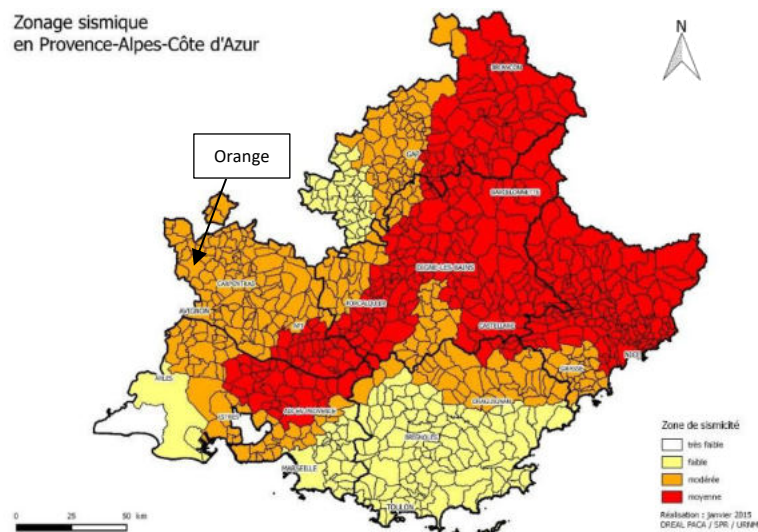 Zonage sismique
en Provence-Alpes-Côte d'Azur
N
BRIANÇON
Orange
GAP
BARCELONNETTE
CARPENTRAS
DIGNE-LES-BAINS
FORCALQUIER
AVIGNON
APT
CASTELLANE
NICE
GRASSE
ARLES
DRAGUIGNAN
ISTRES
AIX-EN-PROVENCE
BRIGNOLES
MARSEILLE
TOULON
Zone de sismicité
très faible
faible
modérée
moyenne
0 25 50 km
Réalisation : Janvier 2015
DREAL PACA / SPR / URNM